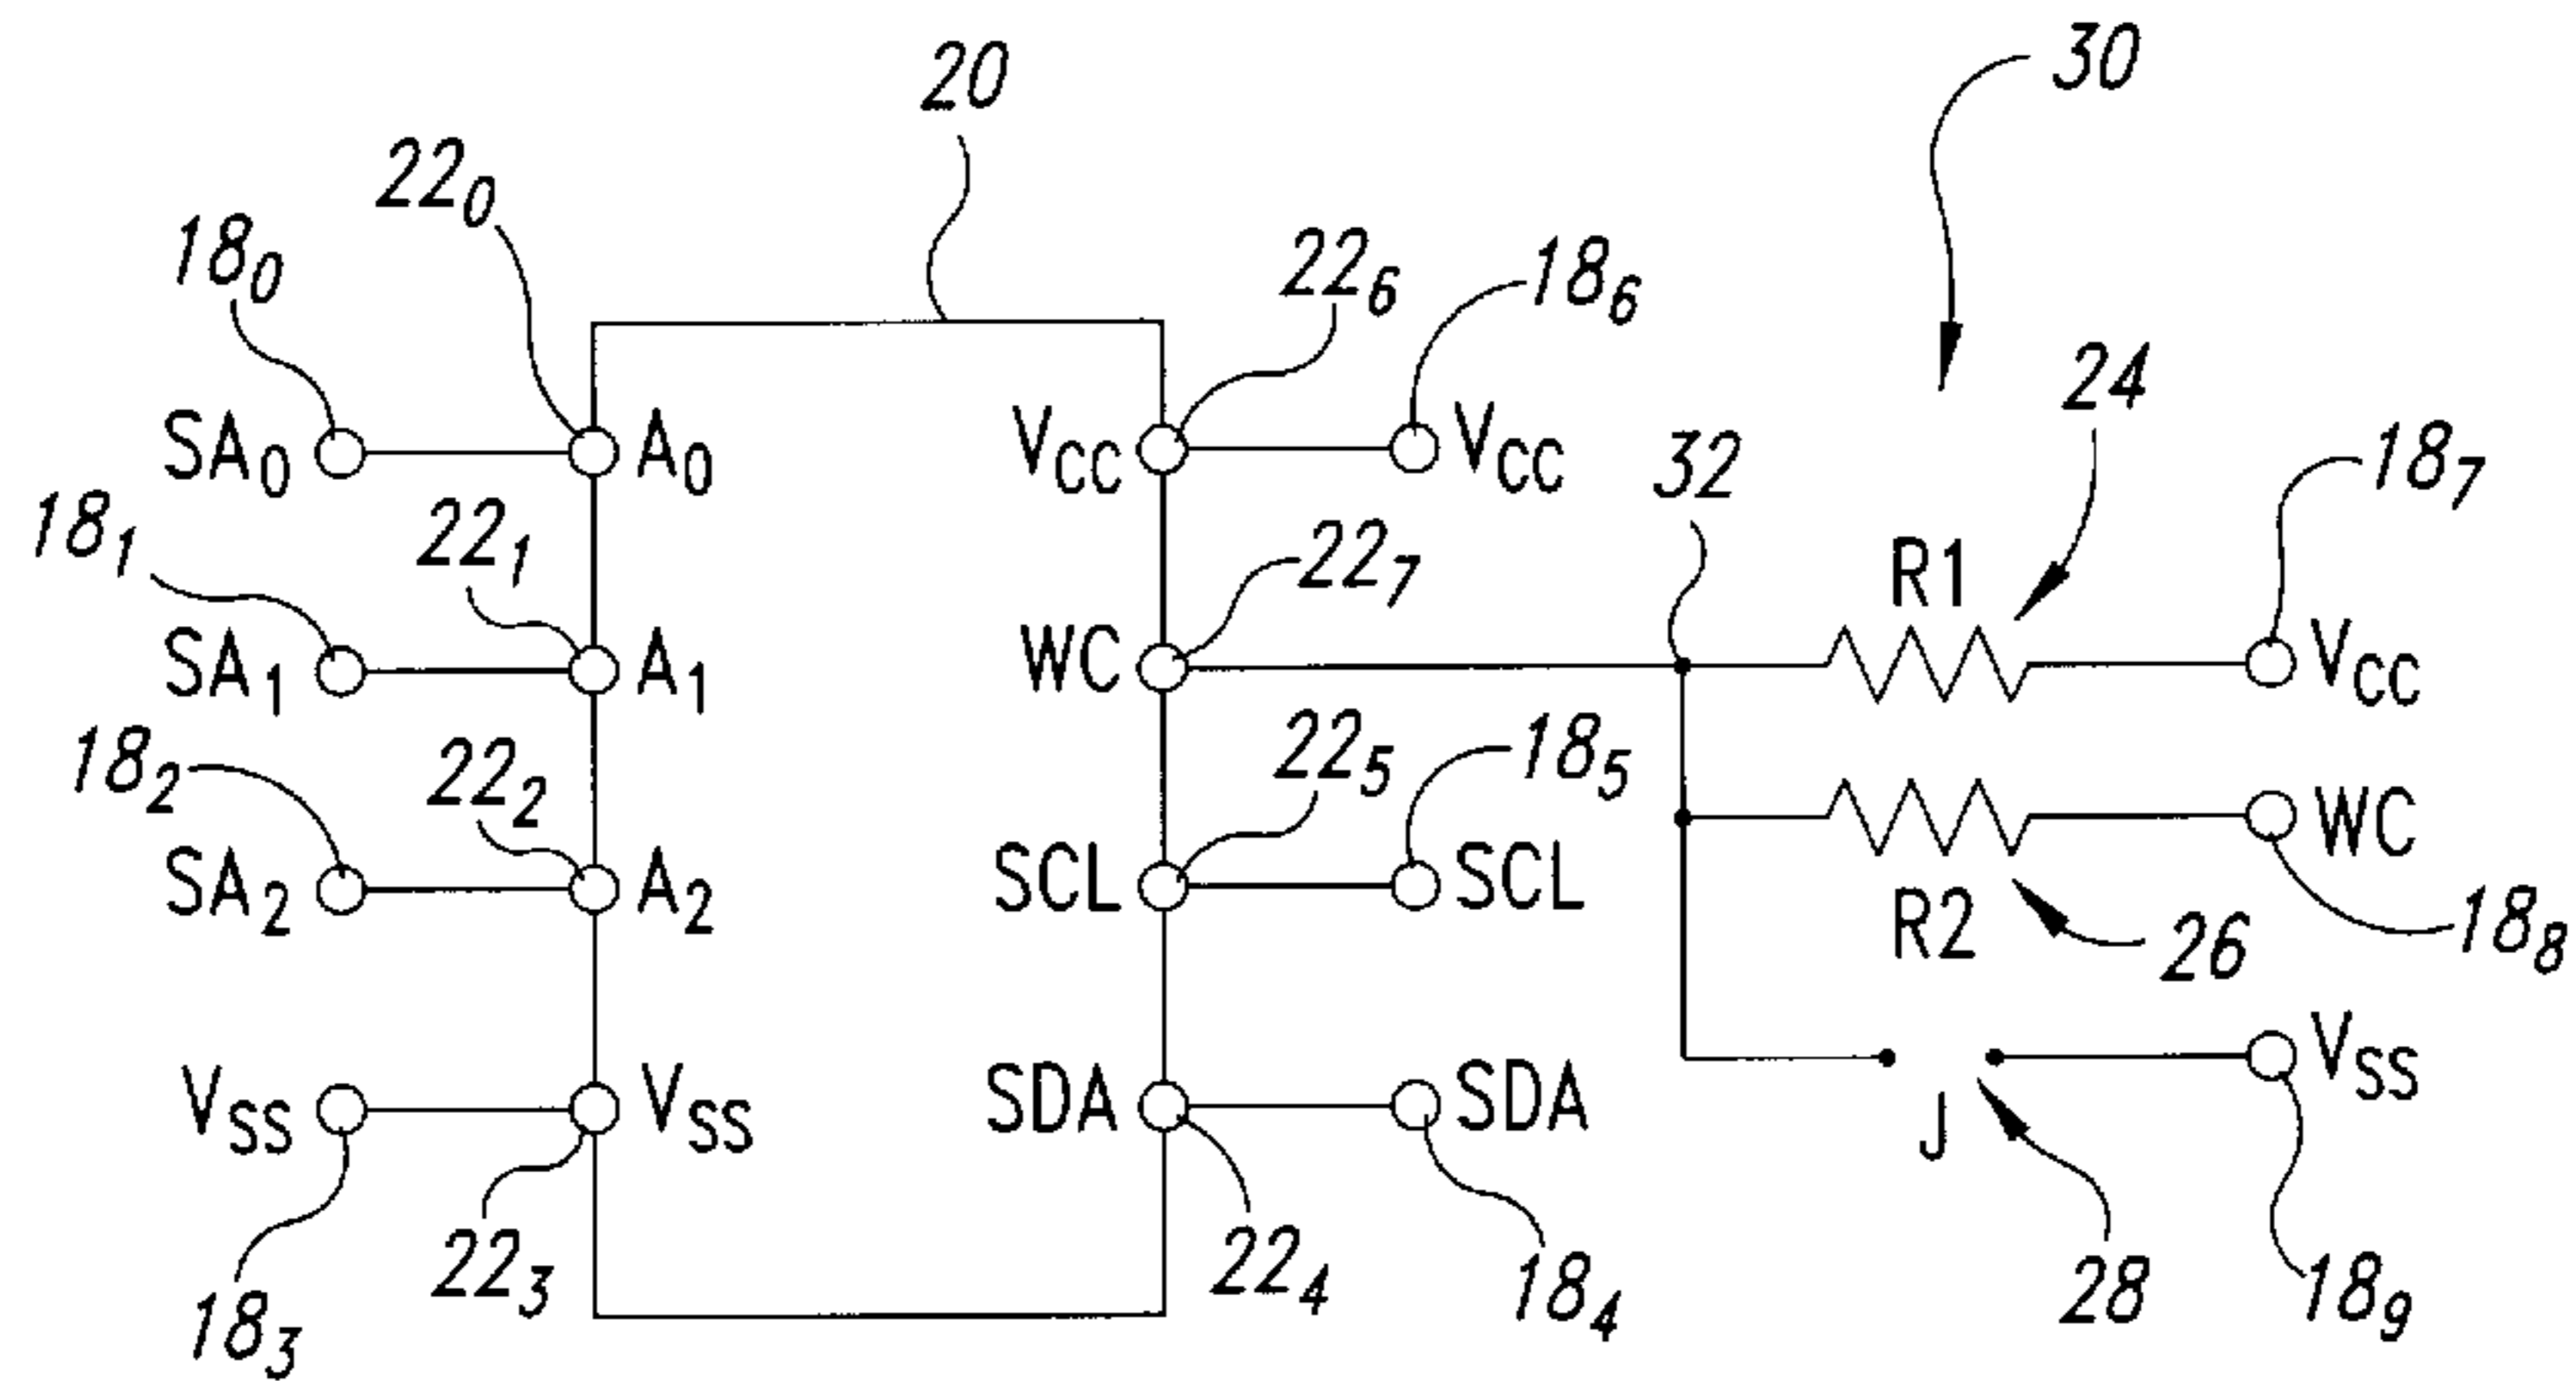 30
20
22₀
18₀
22₆
18₆
24
SA₀
A₀
V_CC
V_CC
32
18₇
18₁
22₁
22₇
R1
SA₁
A₁
WC
V_CC
18₂
22₂
22₅
18₅
WC
SA₂
A₂
SCL
SCL
R2
26
18₈
V_SS
V_SS
V_SS
SDA
SDA
J
18₃
22₃
22₄
18₄
28
18₉